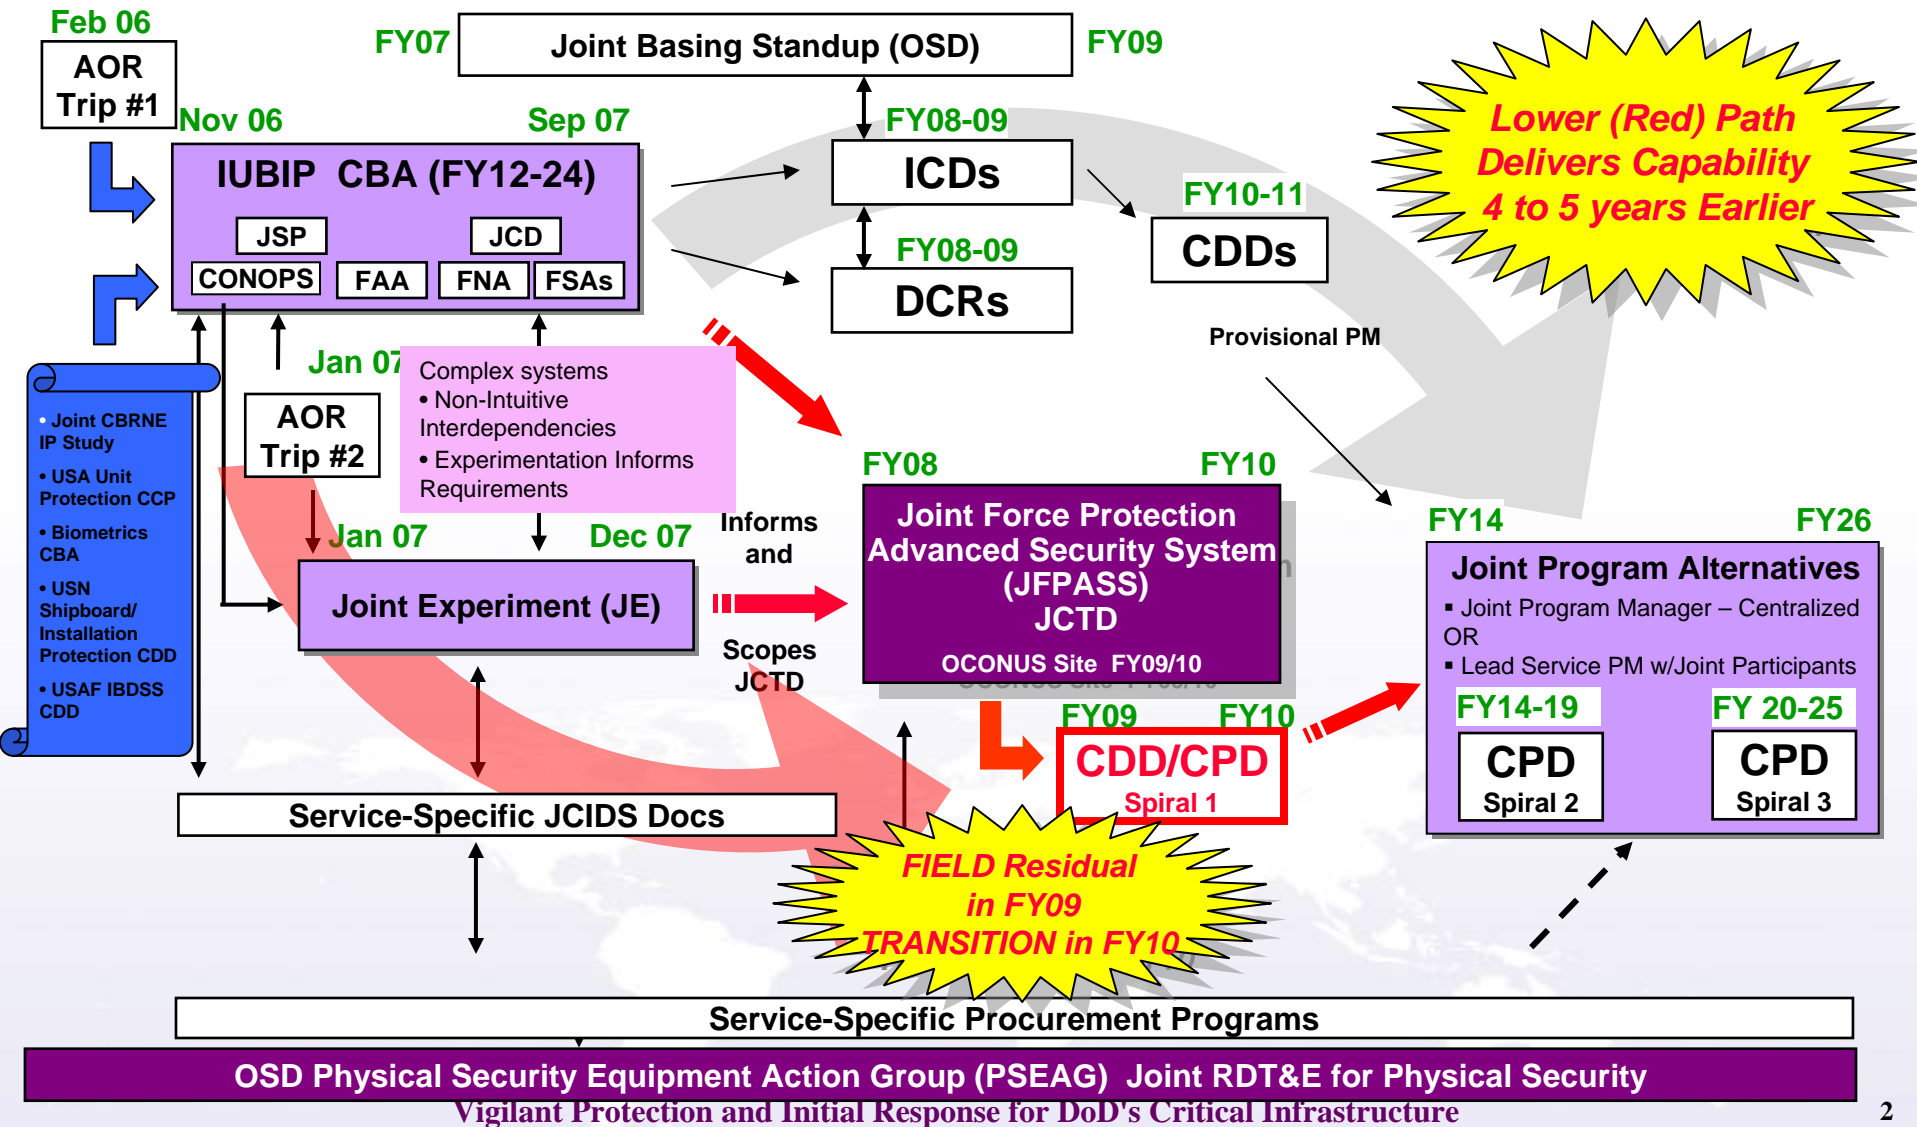 Feb 06
AOR
Trip #1
FY07
Joint Basing Standup (OSD)
FY09
Lower (Red) Path
Delivers Capability
4 to 5 years Earlier
Nov 06
Sep 07
IUBIP CBA (FY12-24)
JSP
JCD
CONOPS
FAA
FNA
FSAs
FY08-09
ICDs
FY08-09
DCRs
FY10-11
CDDs
Provisional PM
• Joint CBRNE
IP Study
• USA Unit
Protection CCP
• Biometrics
CBA
• USN
Shipboard/
Installation
Protection CDD
• USAF IBDSS
CDD
Jan 07
AOR
Trip #2
Complex systems
• Non-Intuitive
Interdependencies
• Experimentation Informs
Requirements
Jan 07
Dec 07
Joint Experiment (JE)
Informs
and
Scopes
JCTD
FY08
FY10
Joint Force Protection
Advanced Security System
(JFPASS)
JCTD
OCONUS Site FY09/10
FY09
FY10
CDD/CPD
Spiral 1
FY14
FY26
Joint Program Alternatives
▪ Joint Program Manager – Centralized
OR
▪ Lead Service PM w/Joint Participants
FY14-19
CPD
Spiral 2
FY 20-25
CPD
Spiral 3
Service-Specific JCIDS Docs
FIELD Residual
in FY09
TRANSITION in FY10
Service-Specific Procurement Programs
OSD Physical Security Equipment Action Group (PSEAG) Joint RDT&E for Physical Security
Vigilant Protection and Initial Response for DoD's Critical Infrastructure
2